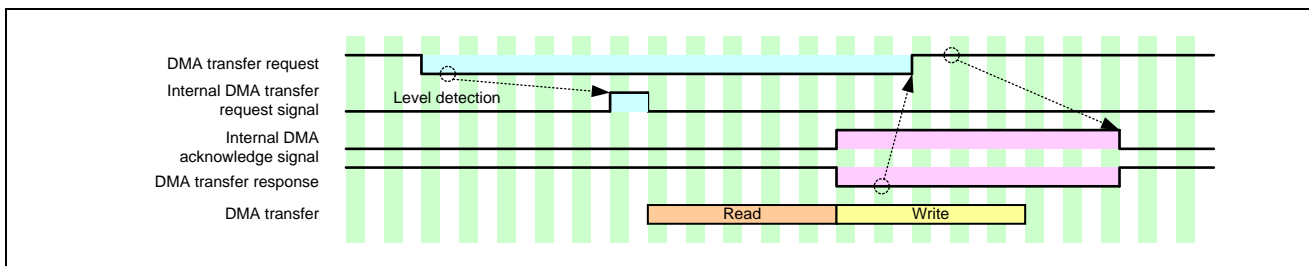 DMA transfer request
Internal DMA transfer
request signal
Level detection
Internal DMA
acknowledge signal
DMA transfer response
DMA transfer
Read
Write